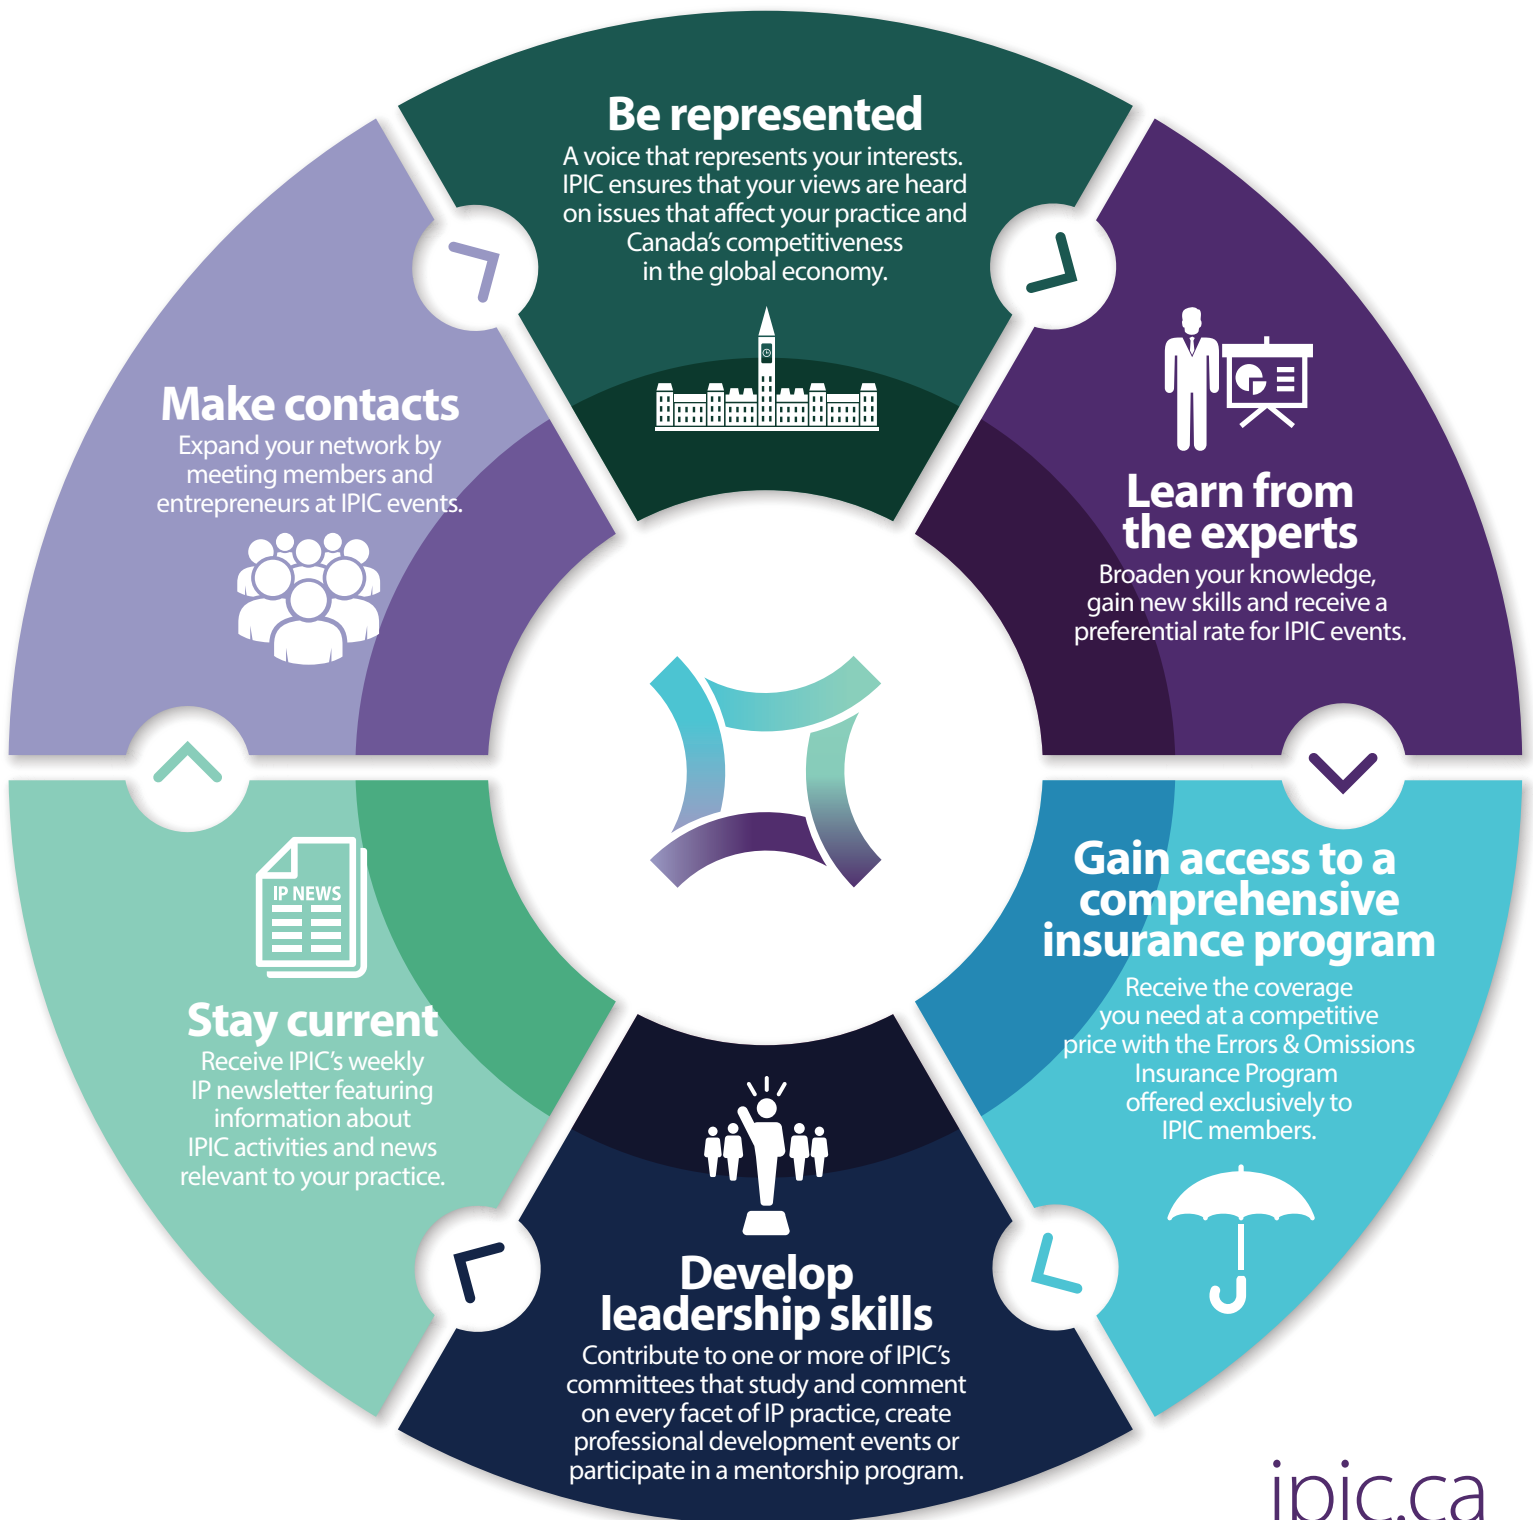 Be represented
A voice that represents your interests.
IPIC ensures that your views are heard
on issues that affect your practice and
Canada's competitiveness
in the global economy.
Learn from
the experts
Broaden your knowledge,
gain new skills and receive a
preferential rate for IPIC events.
Gain access to a
comprehensive
insurance program
Receive the coverage
you need at a competitive
price with the Errors & Omissions
Insurance Program
offered exclusively to
IPIC members.
Develop
leadership skills
Contribute to one or more of IPIC's
committees that study and comment
on every facet of IP practice, create
professional development events or
participate in a mentorship program.
IP NEWS
Stay current
Receive IPIC's weekly
IP newsletter featuring
information about
IPIC activities and news
relevant to your practice.
Make contacts
Expand your network by
meeting members and
entrepreneurs at IPIC events.
ipic.ca